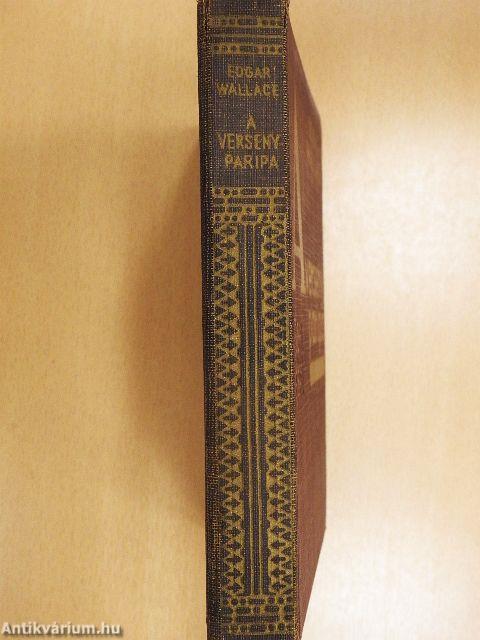 EDGAR
WALLACE
A
VERSENY-
PARIPA
Antikvárium.hu